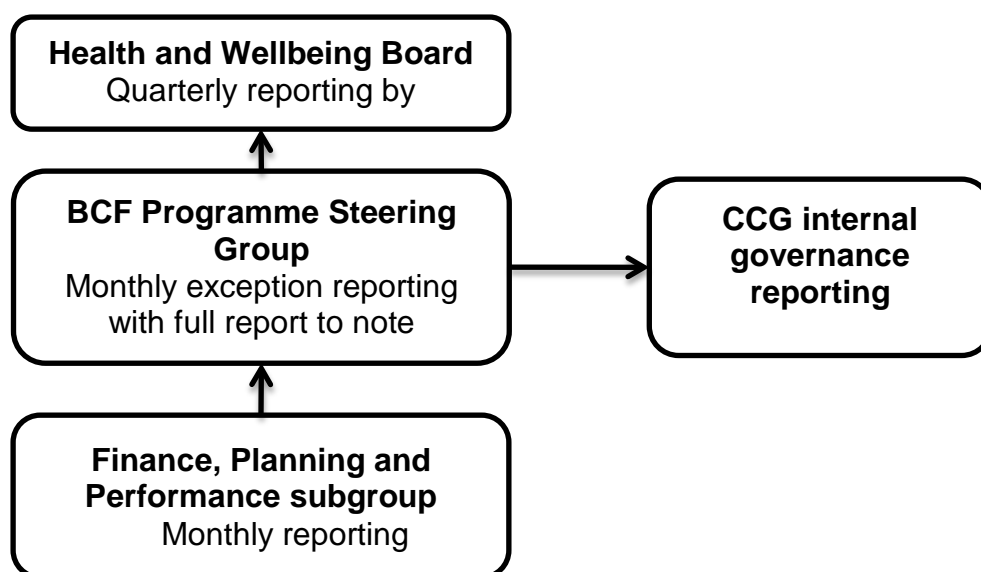 Health and Wellbeing Board
Quarterly reporting by
BCF Programme Steering
Group
Monthly exception reporting
with full report to note
CCG internal
governance
reporting
Finance, Planning and
Performance subgroup
Monthly reporting